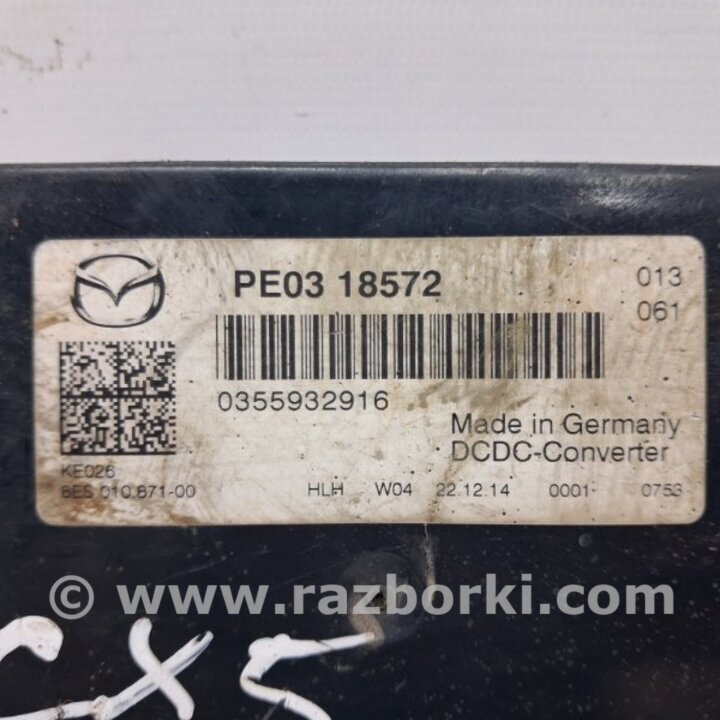 PE03 18572
013
061
0355932916
Made in Germany
DCDC-Converter
KE026
8ES 010.871-00
HLH W04 22.12.14 0001 0753
© www.razborki.com
CX5